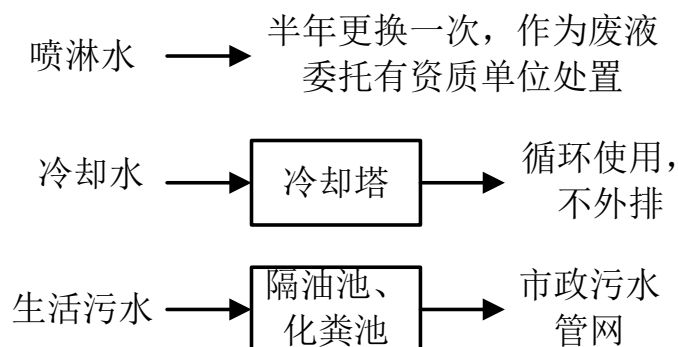 喷淋水
半年更换一次，作为废液
委托有资质单位处置
冷却水
冷却塔
循环使用，
不外排
生活污水
隔油池、
化粪池
市政污水
管网